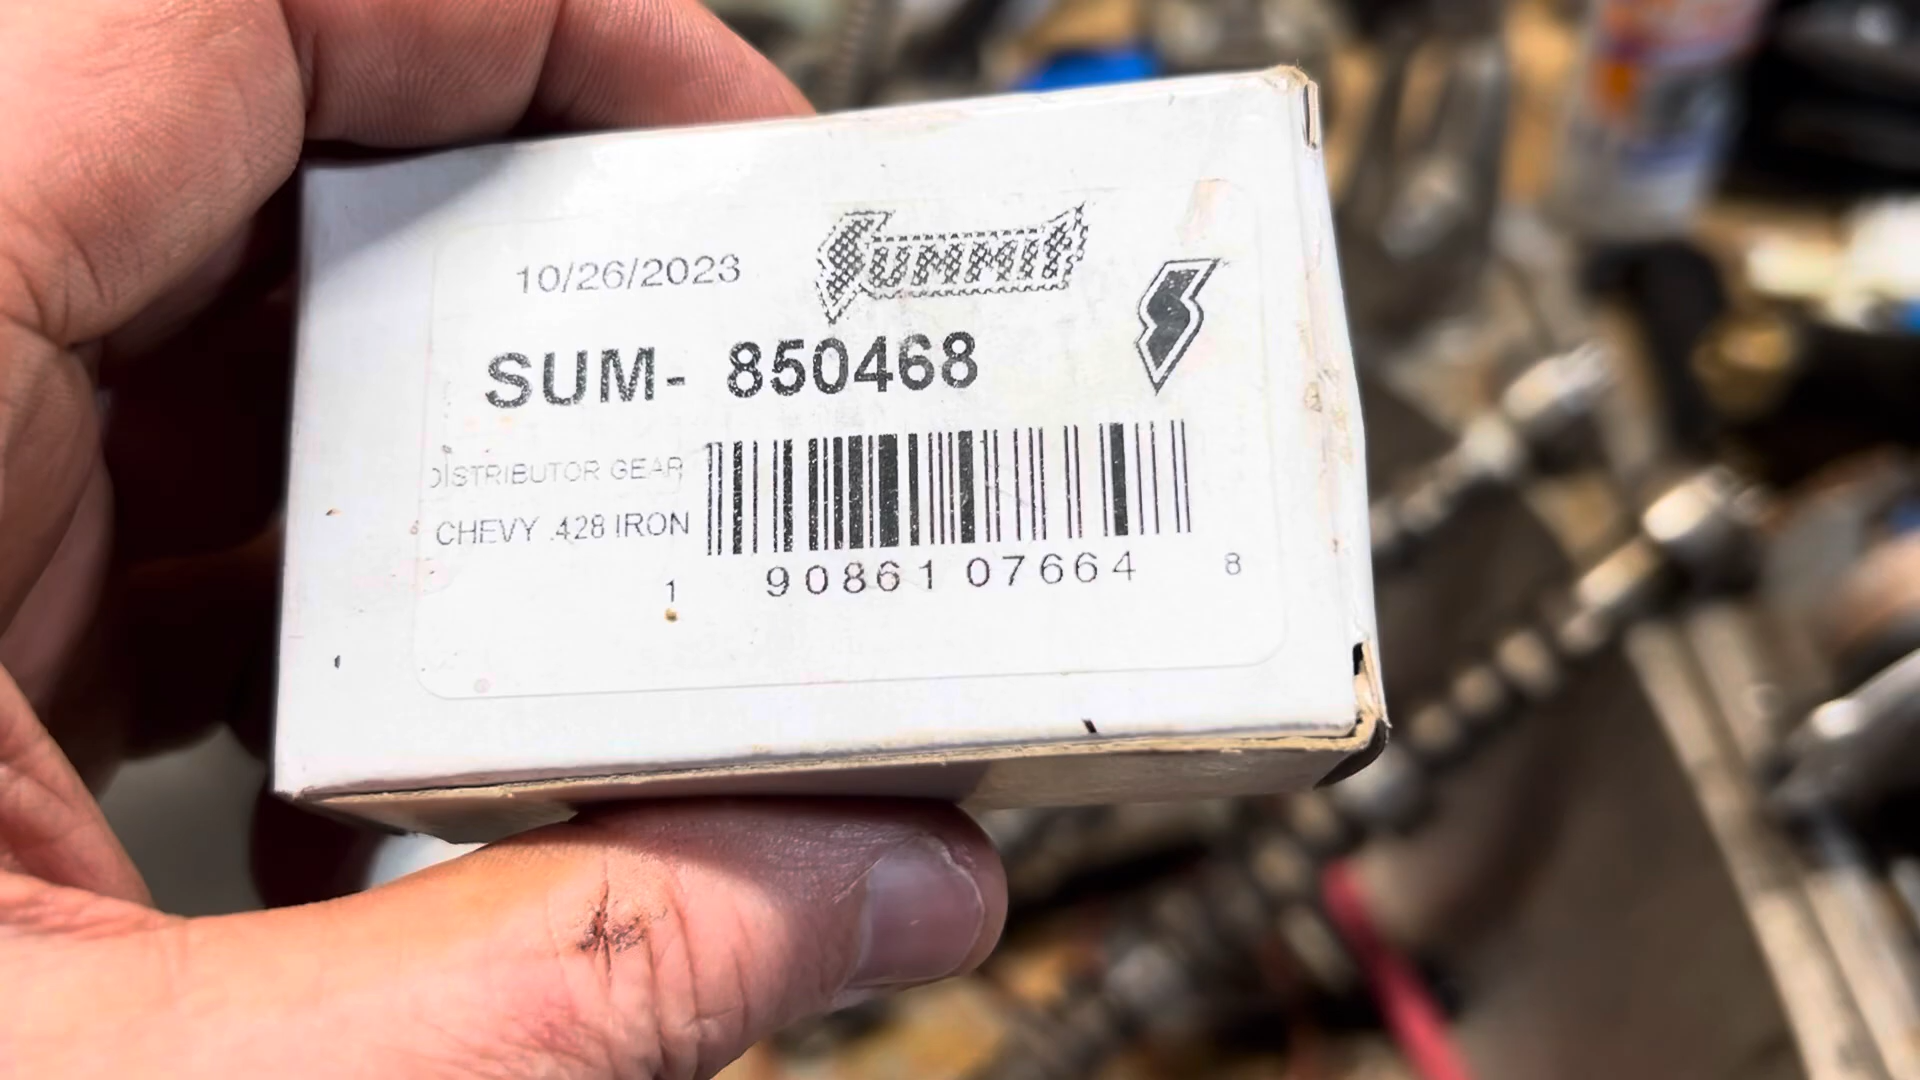 10/26/2023
SUMMIT
SUM- 850468
DISTRIBUTOR GEAR
CHEVY .428 IRON
1 90861 07664 8